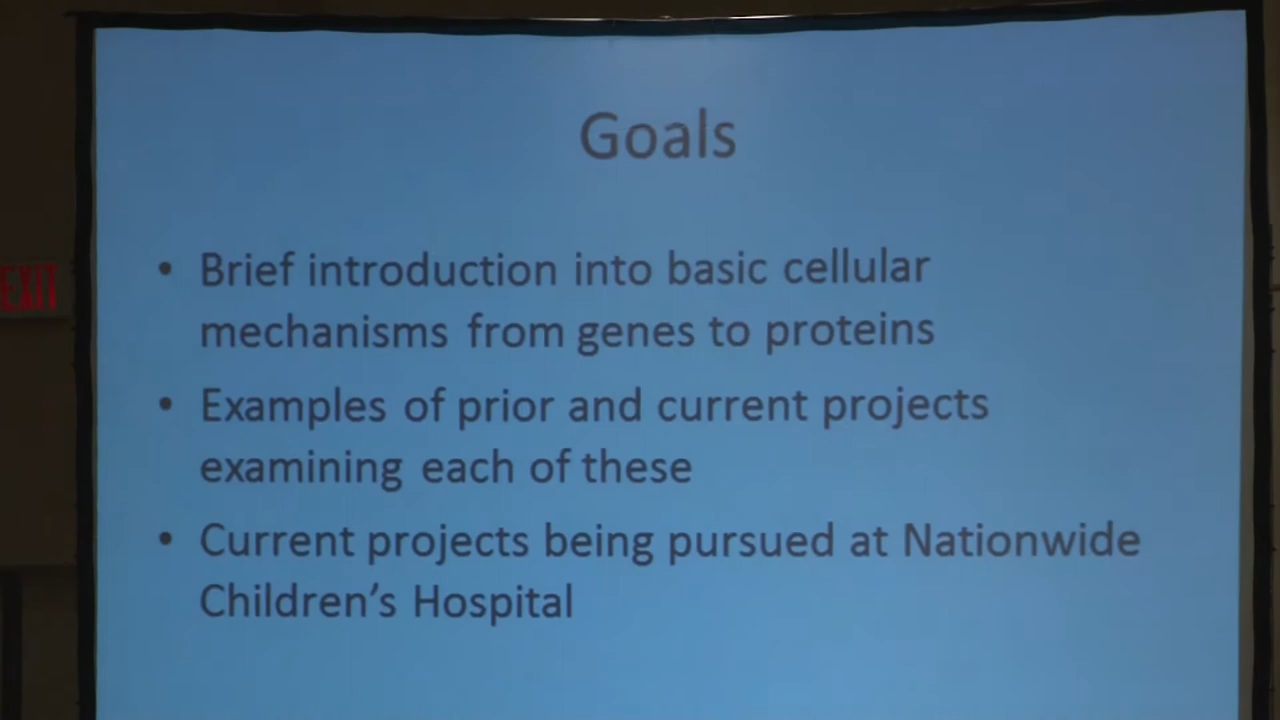 Goals
EXIT
• Brief introduction into basic cellular
mechanisms from genes to proteins
• Examples of prior and current projects
examining each of these
• Current projects being pursued at Nationwide
Children's Hospital